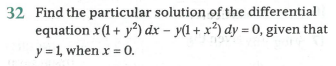 32 Find the particular solution of the differential
equation x(1 + y²) dx – y(1 + x²) dy = 0, given that
y = 1, when x = 0.